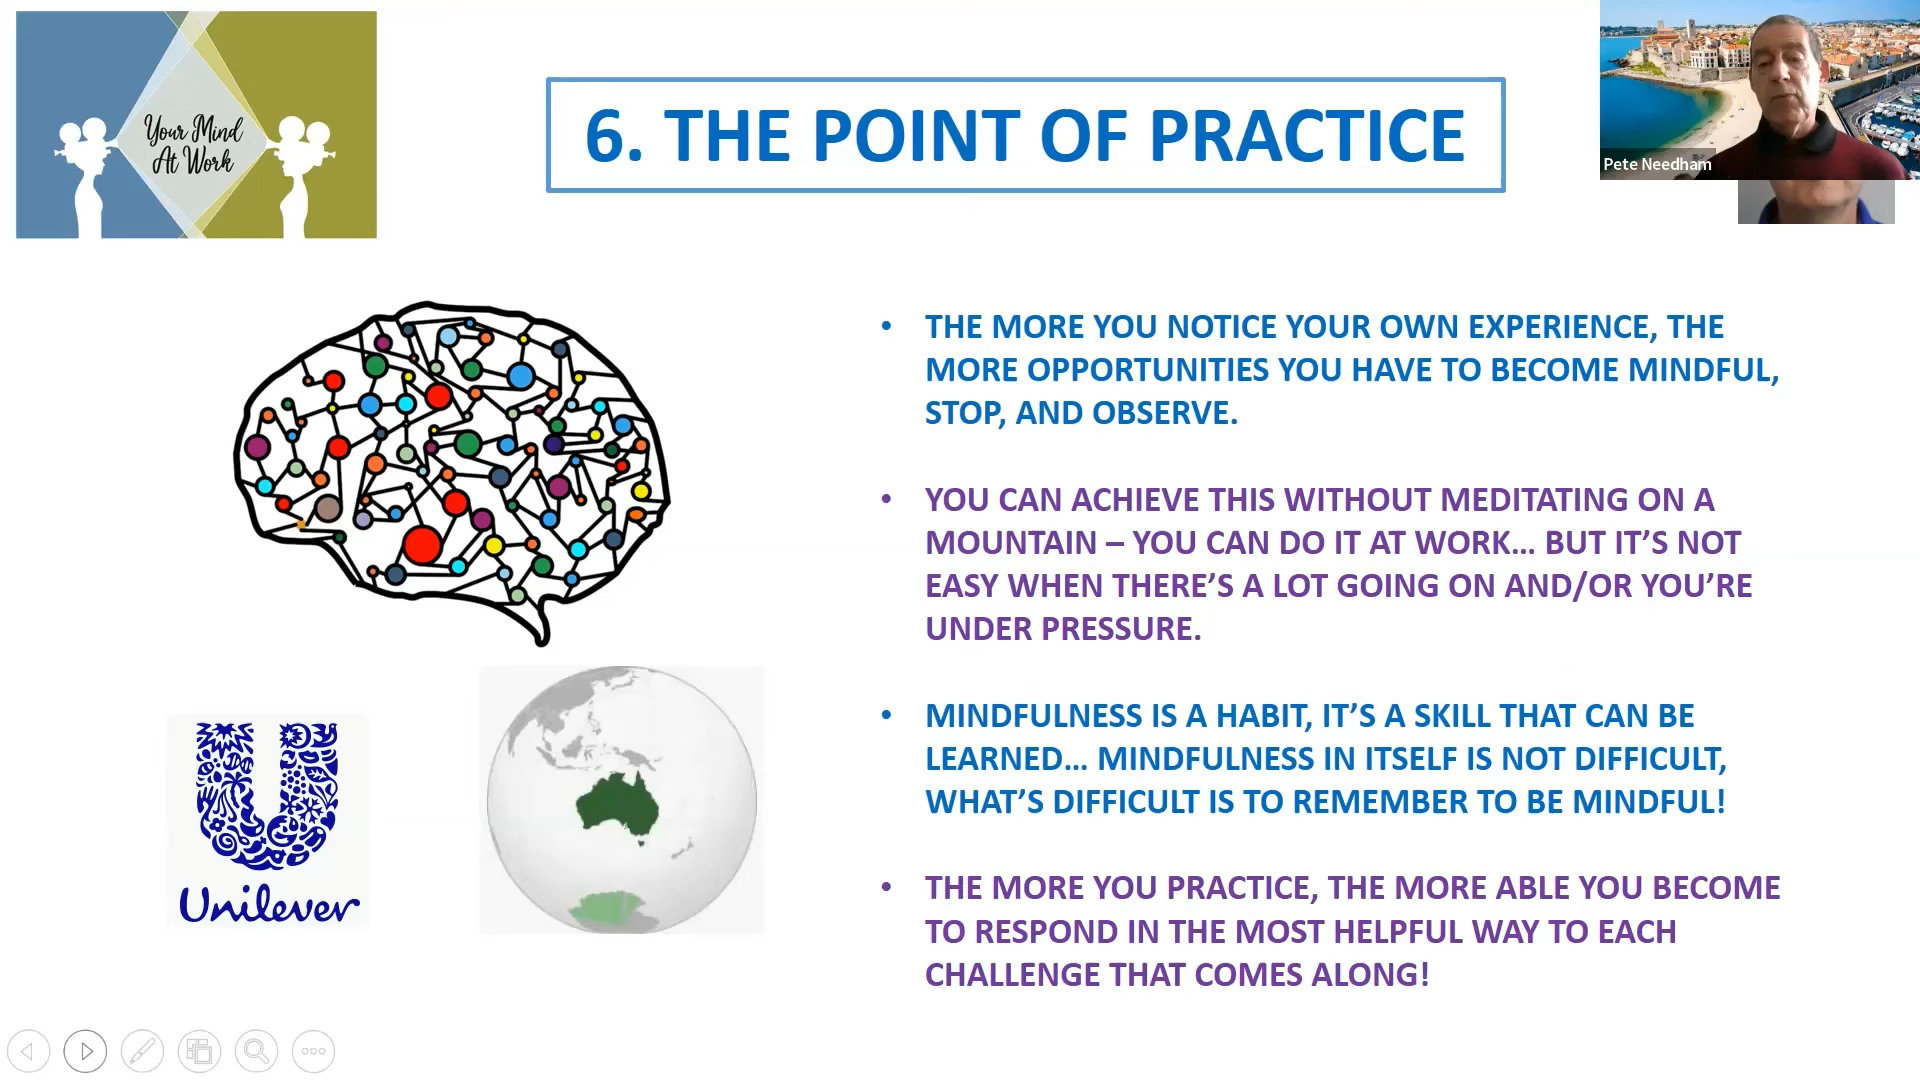 Your Mind
At Work
6. THE POINT OF PRACTICE
Pete Needham
• THE MORE YOU NOTICE YOUR OWN EXPERIENCE, THE
MORE OPPORTUNITIES YOU HAVE TO BECOME MINDFUL,
STOP, AND OBSERVE.
• YOU CAN ACHIEVE THIS WITHOUT MEDITATING ON A
MOUNTAIN – YOU CAN DO IT AT WORK… BUT IT’S NOT
EASY WHEN THERE’S A LOT GOING ON AND/OR YOU’RE
UNDER PRESSURE.
• MINDFULNESS IS A HABIT, IT’S A SKILL THAT CAN BE
LEARNED… MINDFULNESS IN ITSELF IS NOT DIFFICULT,
WHAT’S DIFFICULT IS TO REMEMBER TO BE MINDFUL!
• THE MORE YOU PRACTICE, THE MORE ABLE YOU BECOME
TO RESPOND IN THE MOST HELPFUL WAY TO EACH
CHALLENGE THAT COMES ALONG!
Unilever